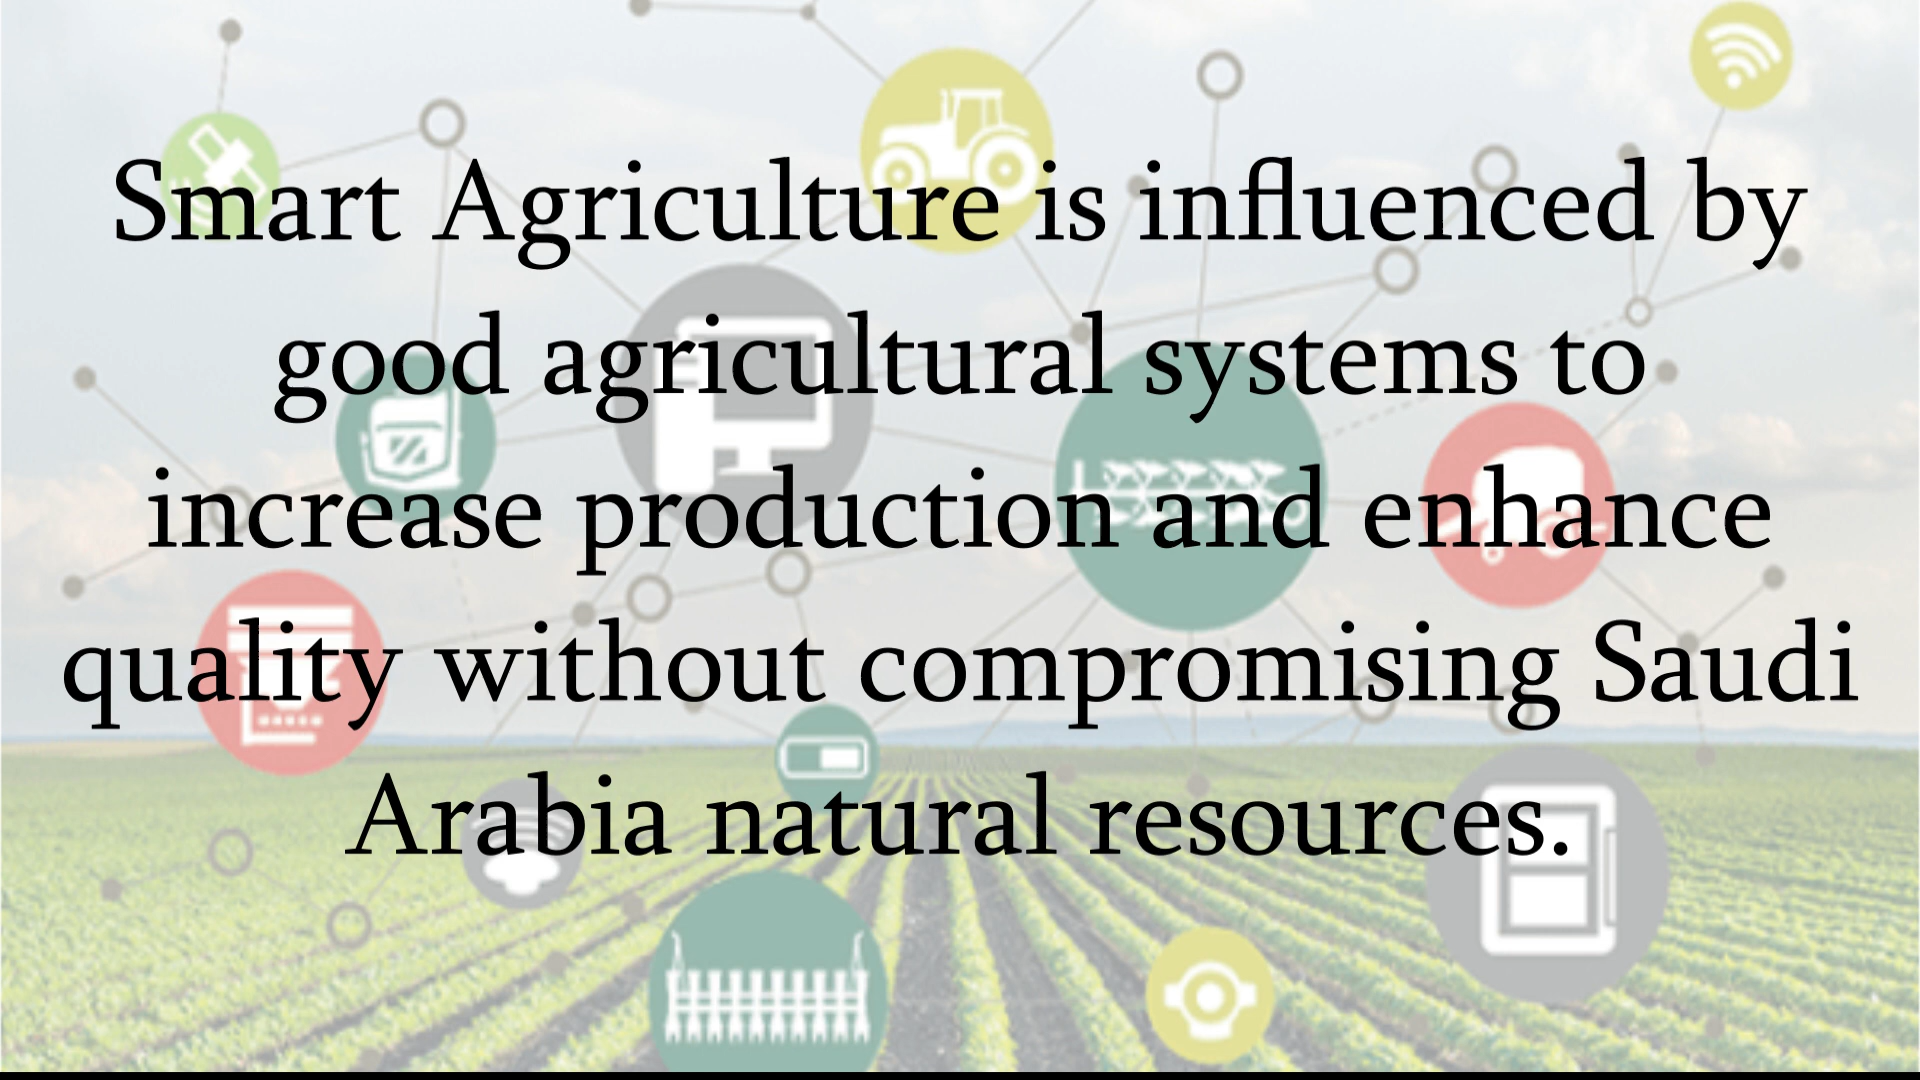 Smart Agriculture is influenced by
good agricultural systems to
increase production and enhance
quality without compromising Saudi
Arabia natural resources.